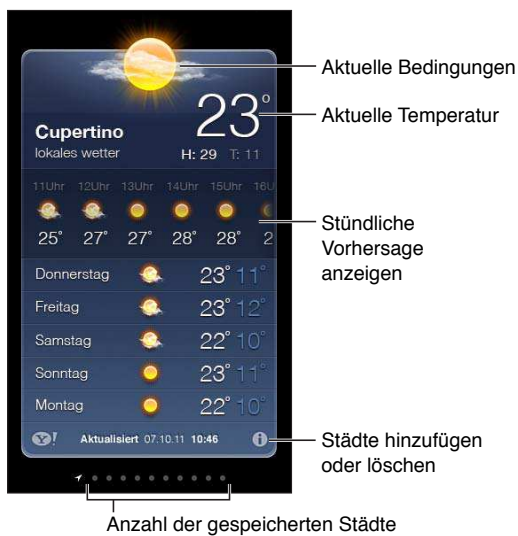 Aktuelle Bedingungen
23°
Aktuelle Temperatur
Cupertino
lokales wetter
H: 29 T: 11
11Uhr 12Uhr 13Uhr 14Uhr 15Uhr 16U
25° 27° 27° 28° 28° 2
Stündliche
Vorhersage
anzeigen
Donnerstag 23° 11°
Freitag 23° 12°
Samstag 22° 10°
Sonntag 23° 11°
Montag 22° 10°
Y! Aktualisiert 07.10.11 10:46 i
Städte hinzufügen
oder löschen
Anzahl der gespeicherten Städte